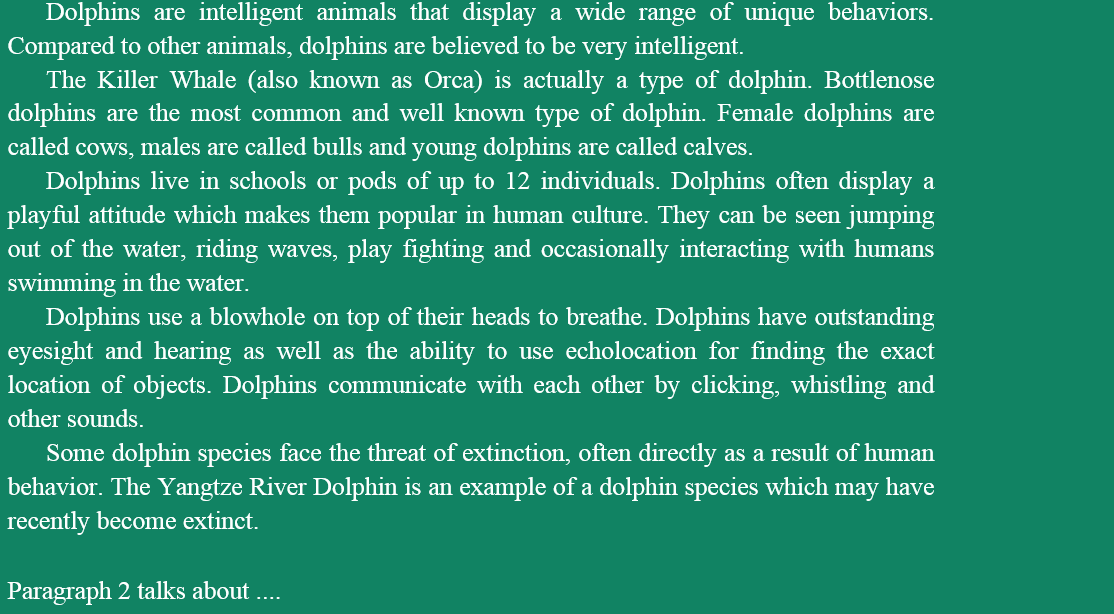 Dolphins are intelligent animals that display a wide range of unique behaviors.
Compared to other animals, dolphins are believed to be very intelligent.
The Killer Whale (also known as Orca) is actually a type of dolphin. Bottlenose
dolphins are the most common and well known type of dolphin. Female dolphins are
called cows, males are called bulls and young dolphins are called calves.
Dolphins live in schools or pods of up to 12 individuals. Dolphins often display a
playful attitude which makes them popular in human culture. They can be seen jumping
out of the water, riding waves, play fighting and occasionally interacting with humans
swimming in the water.
Dolphins use a blowhole on top of their heads to breathe. Dolphins have outstanding
eyesight and hearing as well as the ability to use echolocation for finding the exact
location of objects. Dolphins communicate with each other by clicking, whistling and
other sounds.
Some dolphin species face the threat of extinction, often directly as a result of human
behavior. The Yangtze River Dolphin is an example of a dolphin species which may have
recently become extinct.
Paragraph 2 talks about ....